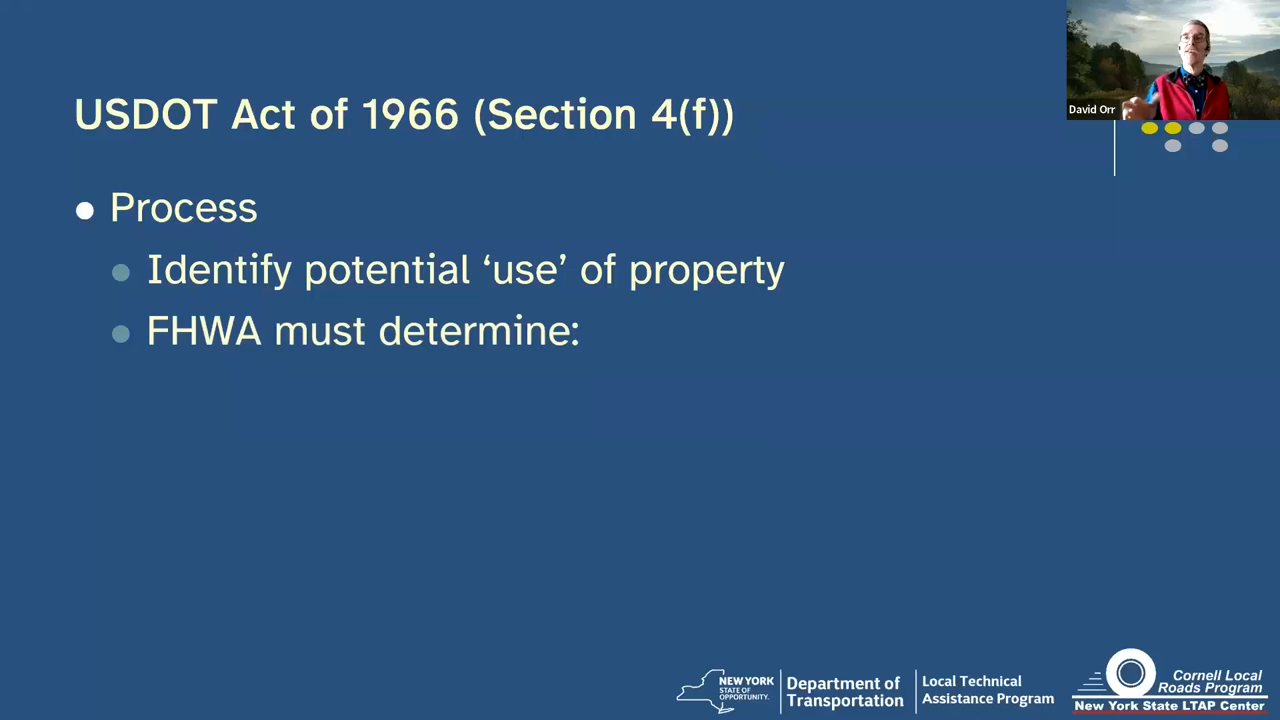 David Orr
USDOT Act of 1966 (Section 4(f))
Process
Identify potential ‘use’ of property
FHWA must determine:
NEW YORK
STATE OF
OPPORTUNITY.
Department of
Transportation
Local Technical
Assistance Program
Cornell Local
Roads Program
New York State LTAP Center